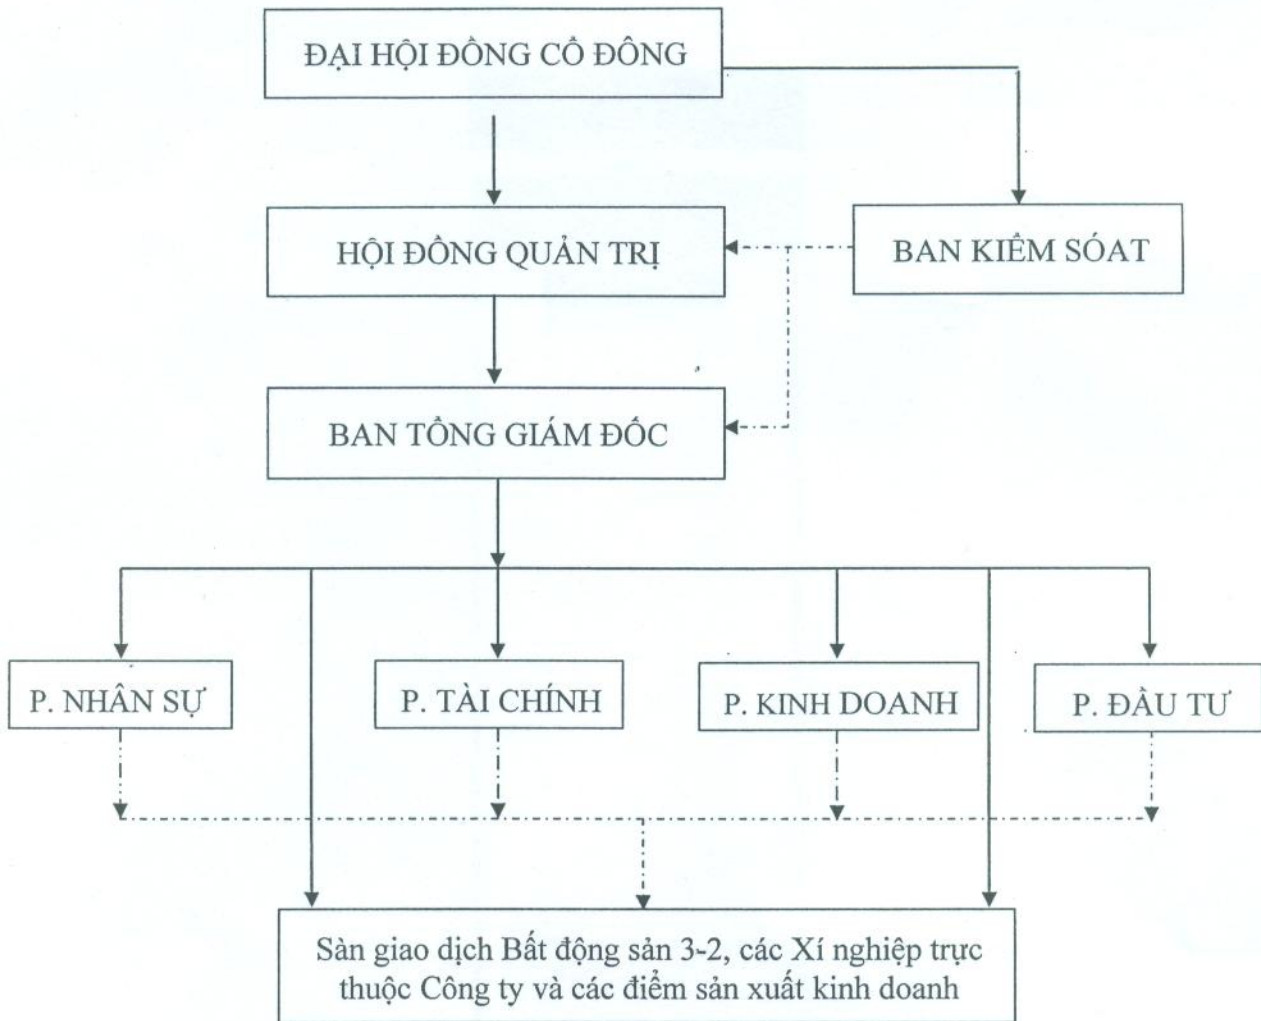 ĐẠI HỘI ĐỒNG CỔ ĐÔNG
HỘI ĐỒNG QUẢN TRỊ
BAN KIỂM SÓAT
BAN TỔNG GIÁM ĐỐC
P. NHÂN SỰ
P. TÀI CHÍNH
P. KINH DOANH
P. ĐẦU TƯ
Sàn giao dịch Bất động sản 3-2, các Xí nghiệp trực
thuộc Công ty và các điểm sản xuất kinh doanh